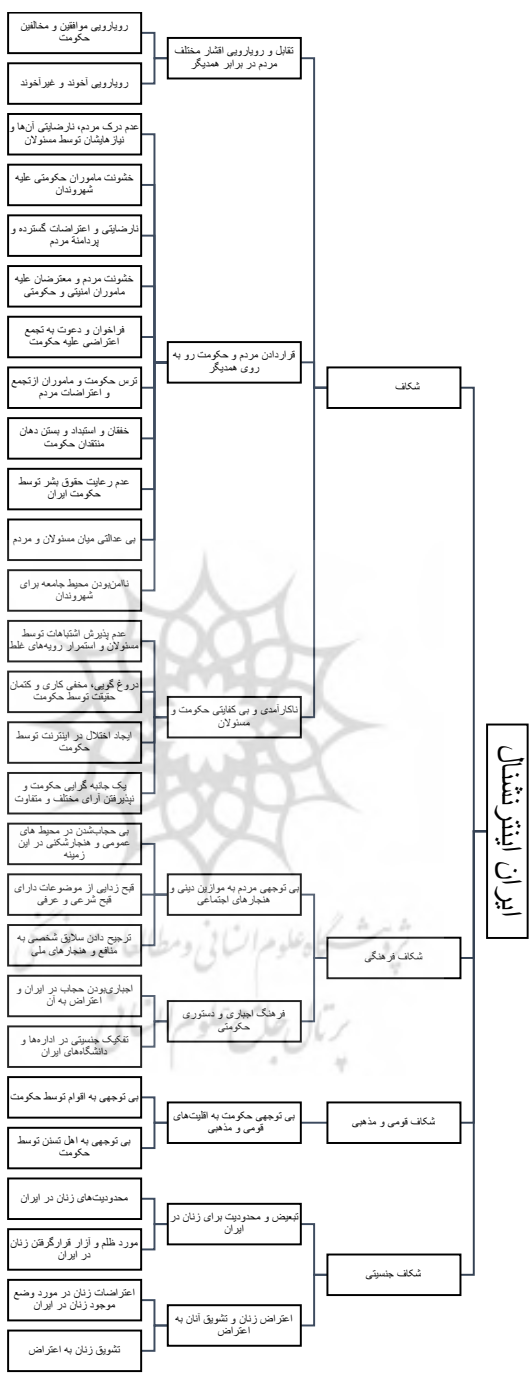 ایران اینترنشنال
شکاف
تقابل و رویارویی اقشار مختلف
مردم در برابر همدیگر
رویارویی موافقین و مخالفین
حکومت
رویارویی آخوند و غیرآخوند
قراردادن مردم و حکومت رو به
روی همدیگر
عدم درک مردم، نارضایتی آن‌ها و
نیازهایشان توسط مسئولان
خشونت ماموران حکومتی علیه
شهروندان
نارضایتی و اعتراضات گسترده و
پردامنهٔ مردم
خشونت مردم و معترضان علیه
ماموران امنیتی و حکومتی
فراخوان و دعوت به تجمع
اعتراضی علیه حکومت
ترس حکومت و ماموران ازتجمع
و اعتراضات مردم
خفقان و استبداد و بستن دهان
منتقدان حکومت
عدم رعایت حقوق بشر توسط
حکومت ایران
بی عدالتی میان مسئولان و مردم
ناامن‌بودن محیط جامعه برای
شهروندان
ناکارآمدی و بی کفایتی حکومت و
مسئولان
عدم پذیرش اشتباهات توسط
مسئولان و استمرار رویه‌های غلط
دروغ گویی، مخفی کاری و کتمان
حقیقت توسط حکومت
ایجاد اختلال در اینترنت توسط
حکومت
یک جانبه گرایی حکومت و
نپذیرفتن آرای مختلف و متفاوت
شکاف فرهنگی
بی توجهی مردم به موازین دینی و
هنجارهای اجتماعی
بی حجاب‌شدن در محیط های
عمومی و هنجارشکنی در این
زمینه
قبح زدایی از موضوعات دارای
قبح شرعی و عرفی
ترجیح دادن سلایق شخصی به
منافع و هنجارهای ملی
فرهنگ اجباری و دستوری
حکومتی
اجباری‌بودن حجاب در ایران و
اعتراض به آن
تفکیک جنسیتی در اداره‌ها و
دانشگاه‌های ایران
شکاف قومی و مذهبی
بی توجهی حکومت به اقلیت‌های
قومی و مذهبی
بی توجهی به اقوام توسط حکومت
بی توجهی به اهل تسنن توسط
حکومت
شکاف جنسیتی
تبعیض و محدودیت برای زنان در
ایران
محدودیت‌های زنان در ایران
مورد ظلم و آزار قرارگرفتن زنان
در ایران
اعتراض زنان و تشویق آنان به
اعتراض
اعتراضات زنان در مورد وضع
موجود زنان در ایران
تشویق زنان به اعتراض
پژوهشگاه علوم انسانی و مطالعات فرهنگی
پرتال جامع علوم انسانی